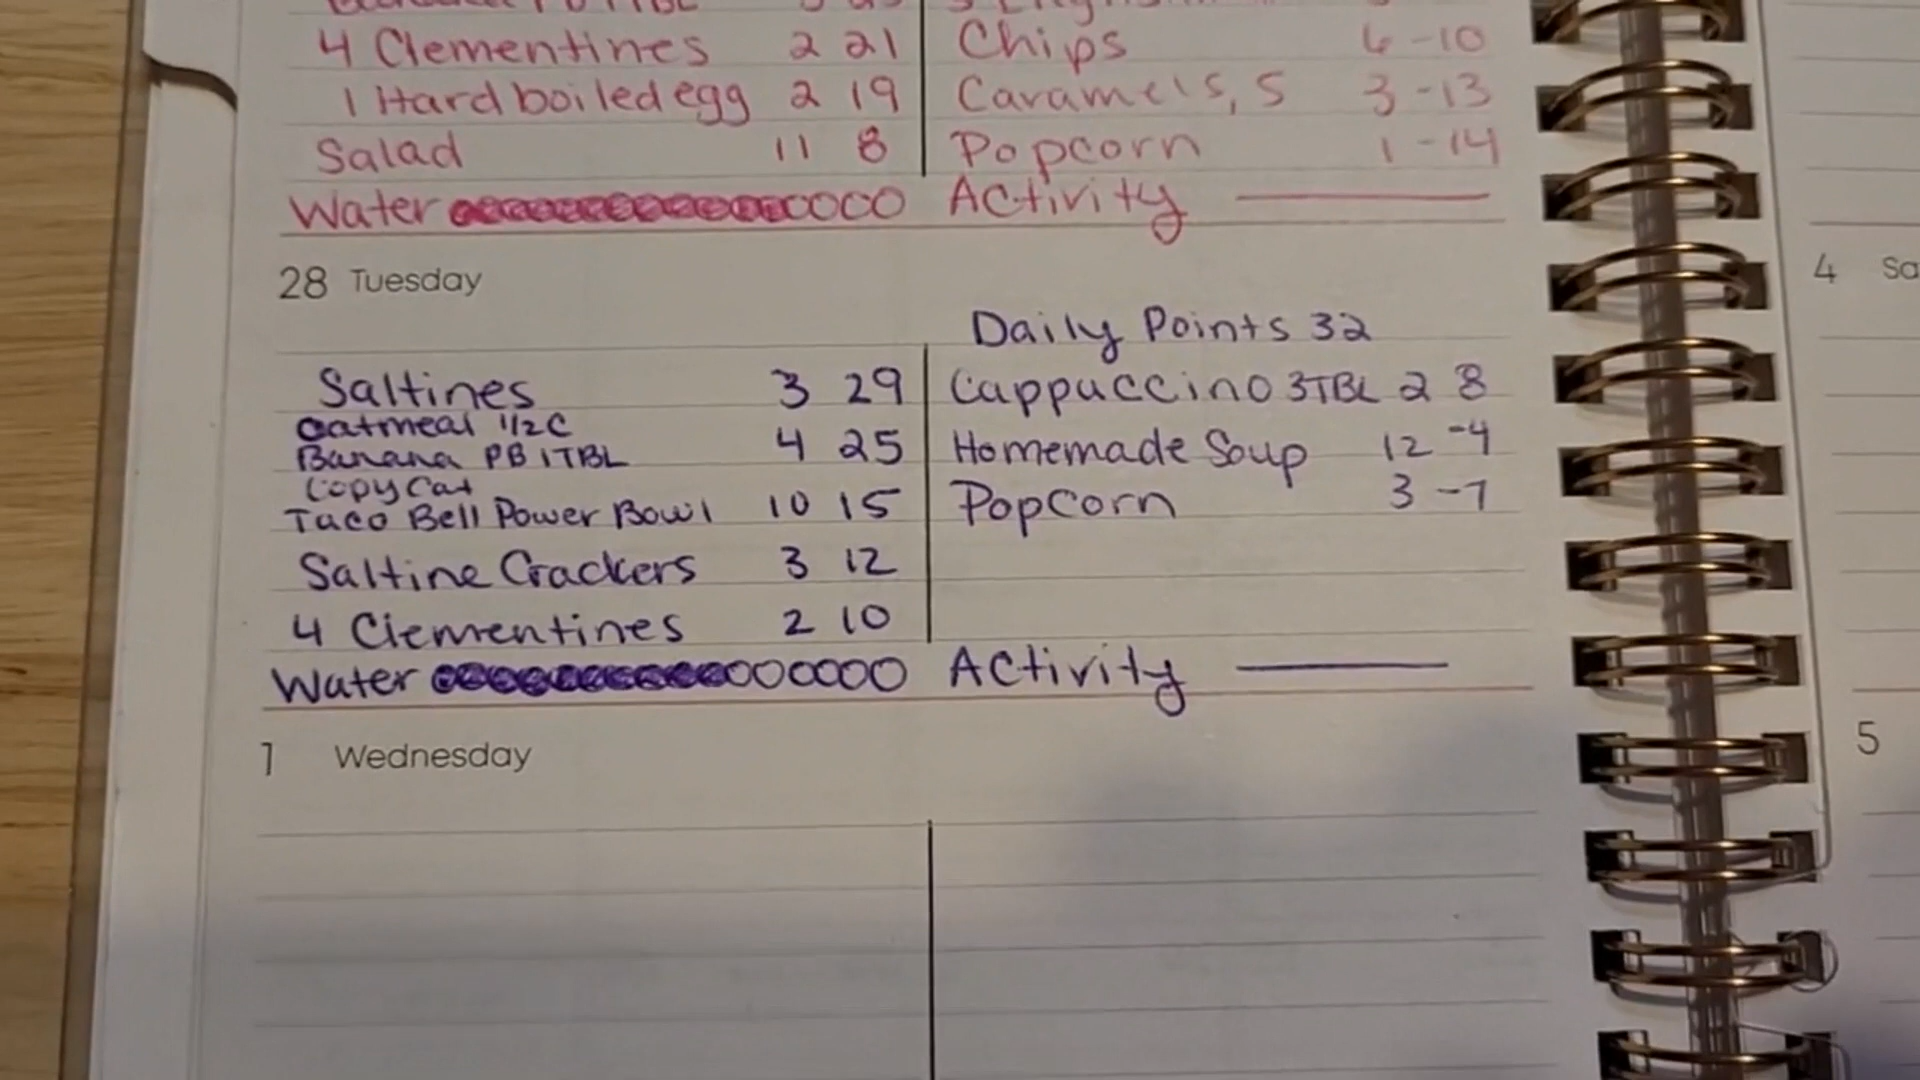 4 Clementines 2 21
1 Hard boiled egg 2 19
Salad 11 8
Water
Chips 6 -10
Caramels, 5 3 -13
Popcorn 1 -14
Activity
28 Tuesday
Daily Points 32
Saltines 3 29
Oatmeal 1/2 C
Banana PB 1TBL 4 25
Copy Cat
Taco Bell Power Bowl 10 15
Saltine Crackers 3 12
4 Clementines 2 10
Water
Cappuccino 3TBL 2 8
Homemade Soup 12 -4
Popcorn 3 -7
Activity
1 Wednesday
4 Sa
5